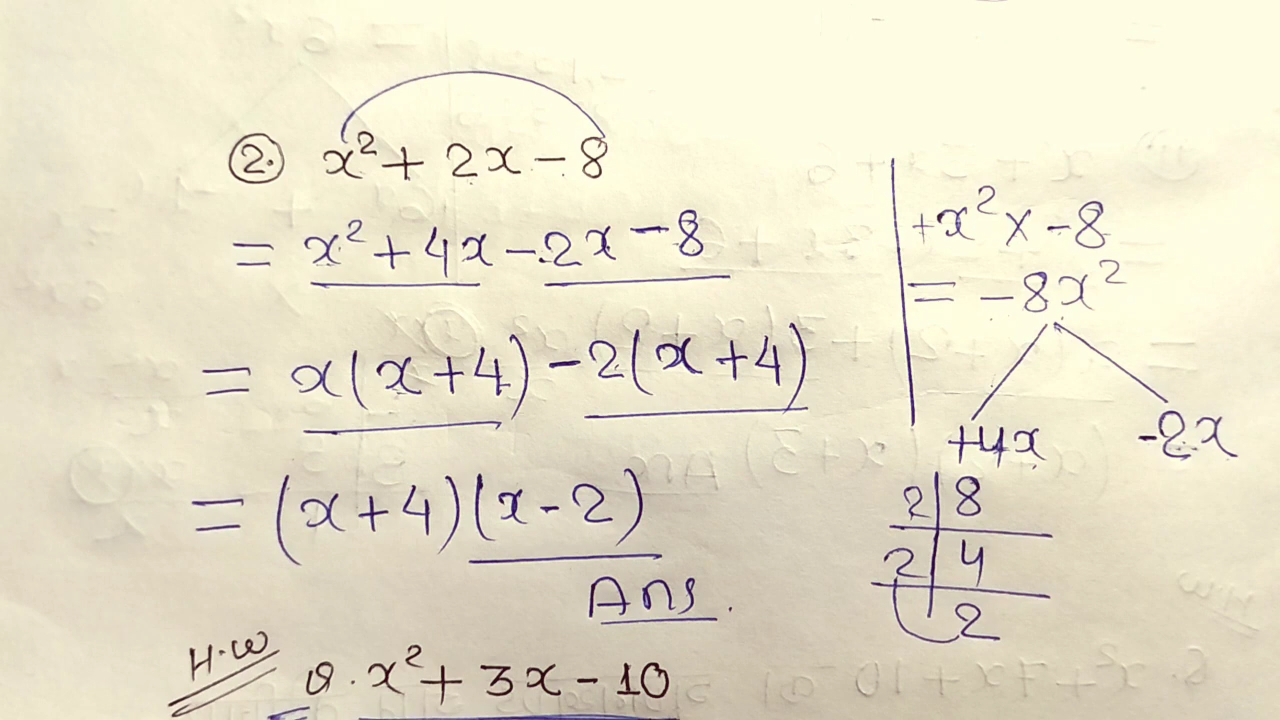 2. x² + 2x - 8
= x² + 4x - 2x - 8
= x(x+4) - 2(x+4)
= (x+4)(x-2)
Ans.
+x² × -8
= -8x²
+4x -2x
2 | 8
2 | 4
2
H.W
Q. x² + 3x - 10